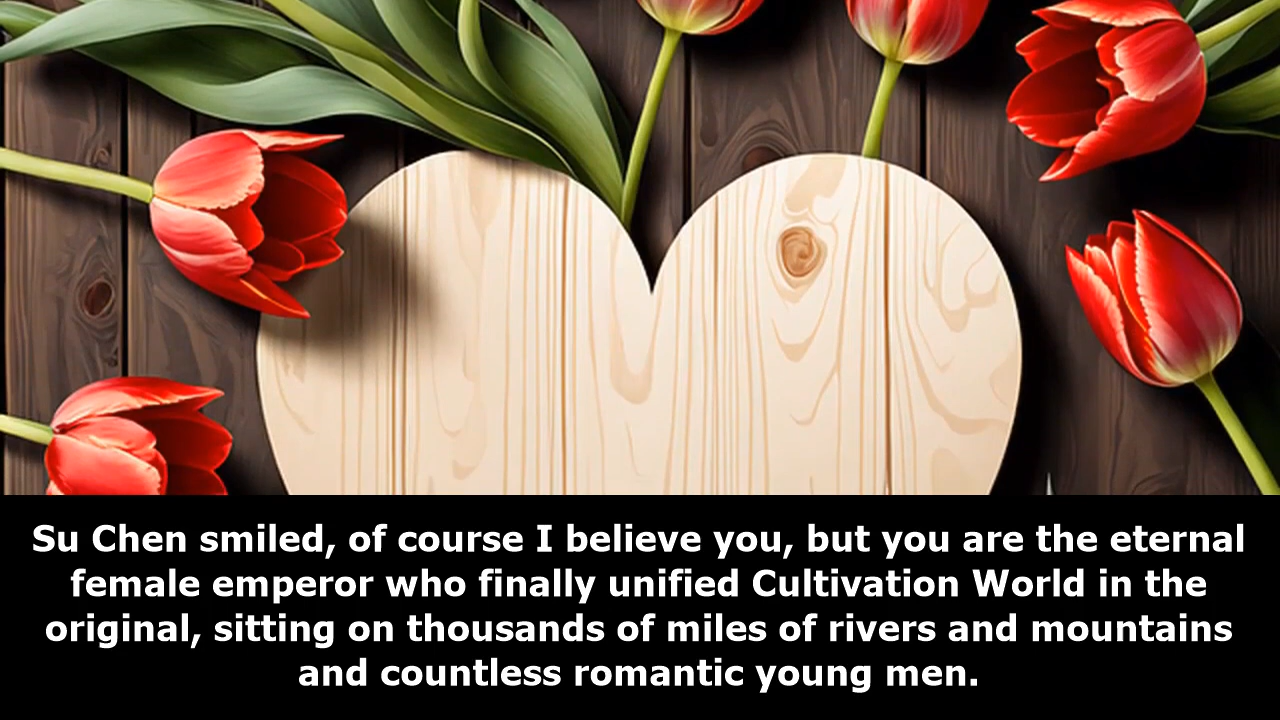 Su Chen smiled, of course I believe you, but you are the eternal
female emperor who finally unified Cultivation World in the
original, sitting on thousands of miles of rivers and mountains
and countless romantic young men.